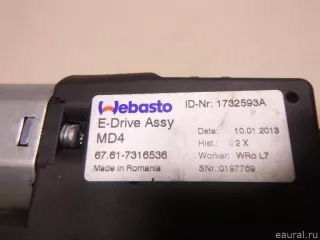 Webasto
ID-Nr: 1732593A
E-Drive Assy
MD4
Date: 10.01.2013
Hist.: 2 X
67.61-7316536
Worker: WRo L7
Made in Romania
SNr.:0197769
eaural.ru